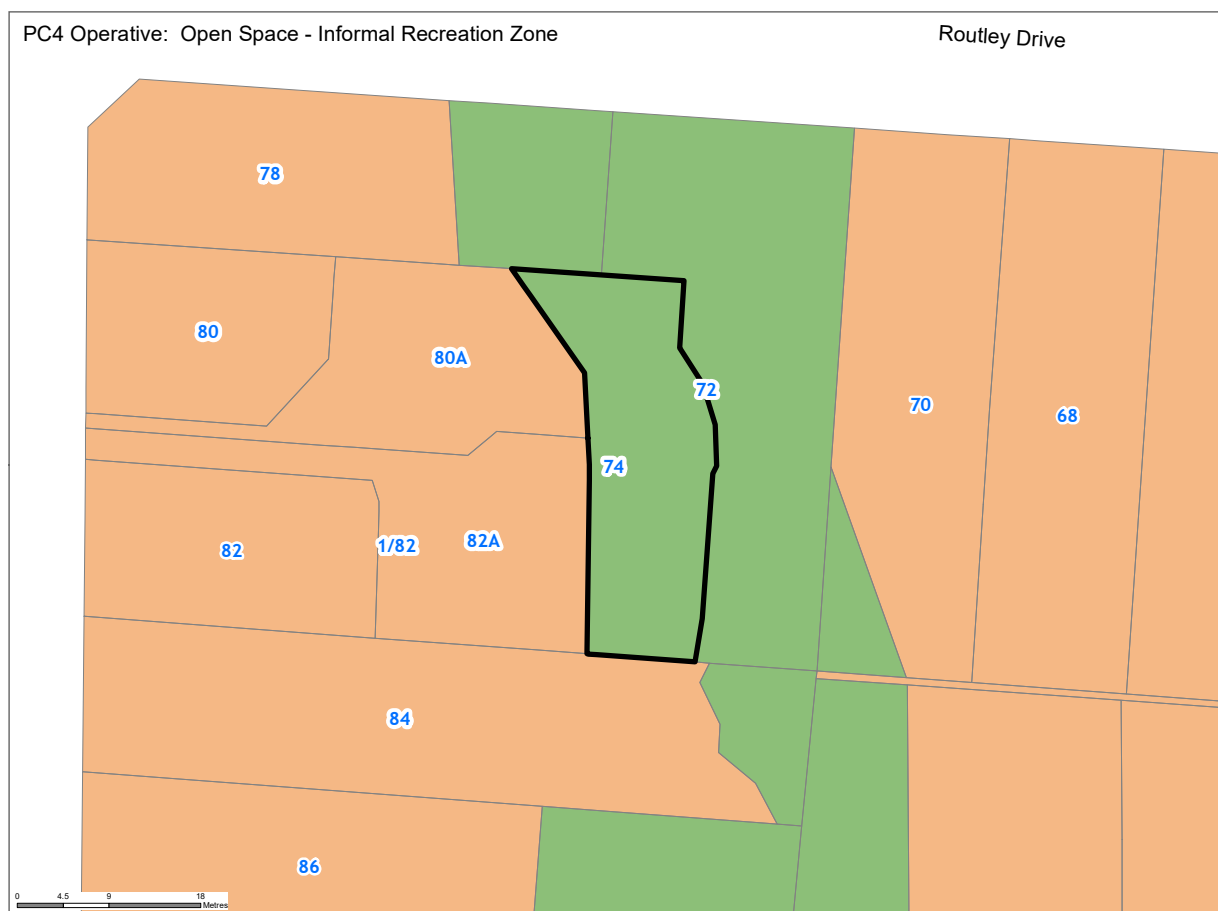 PC4 Operative: Open Space - Informal Recreation Zone
Routley Drive
78
80
80A
72
70
68
74
82
1/82
82A
84
86
0 4.5 9 18
Metres